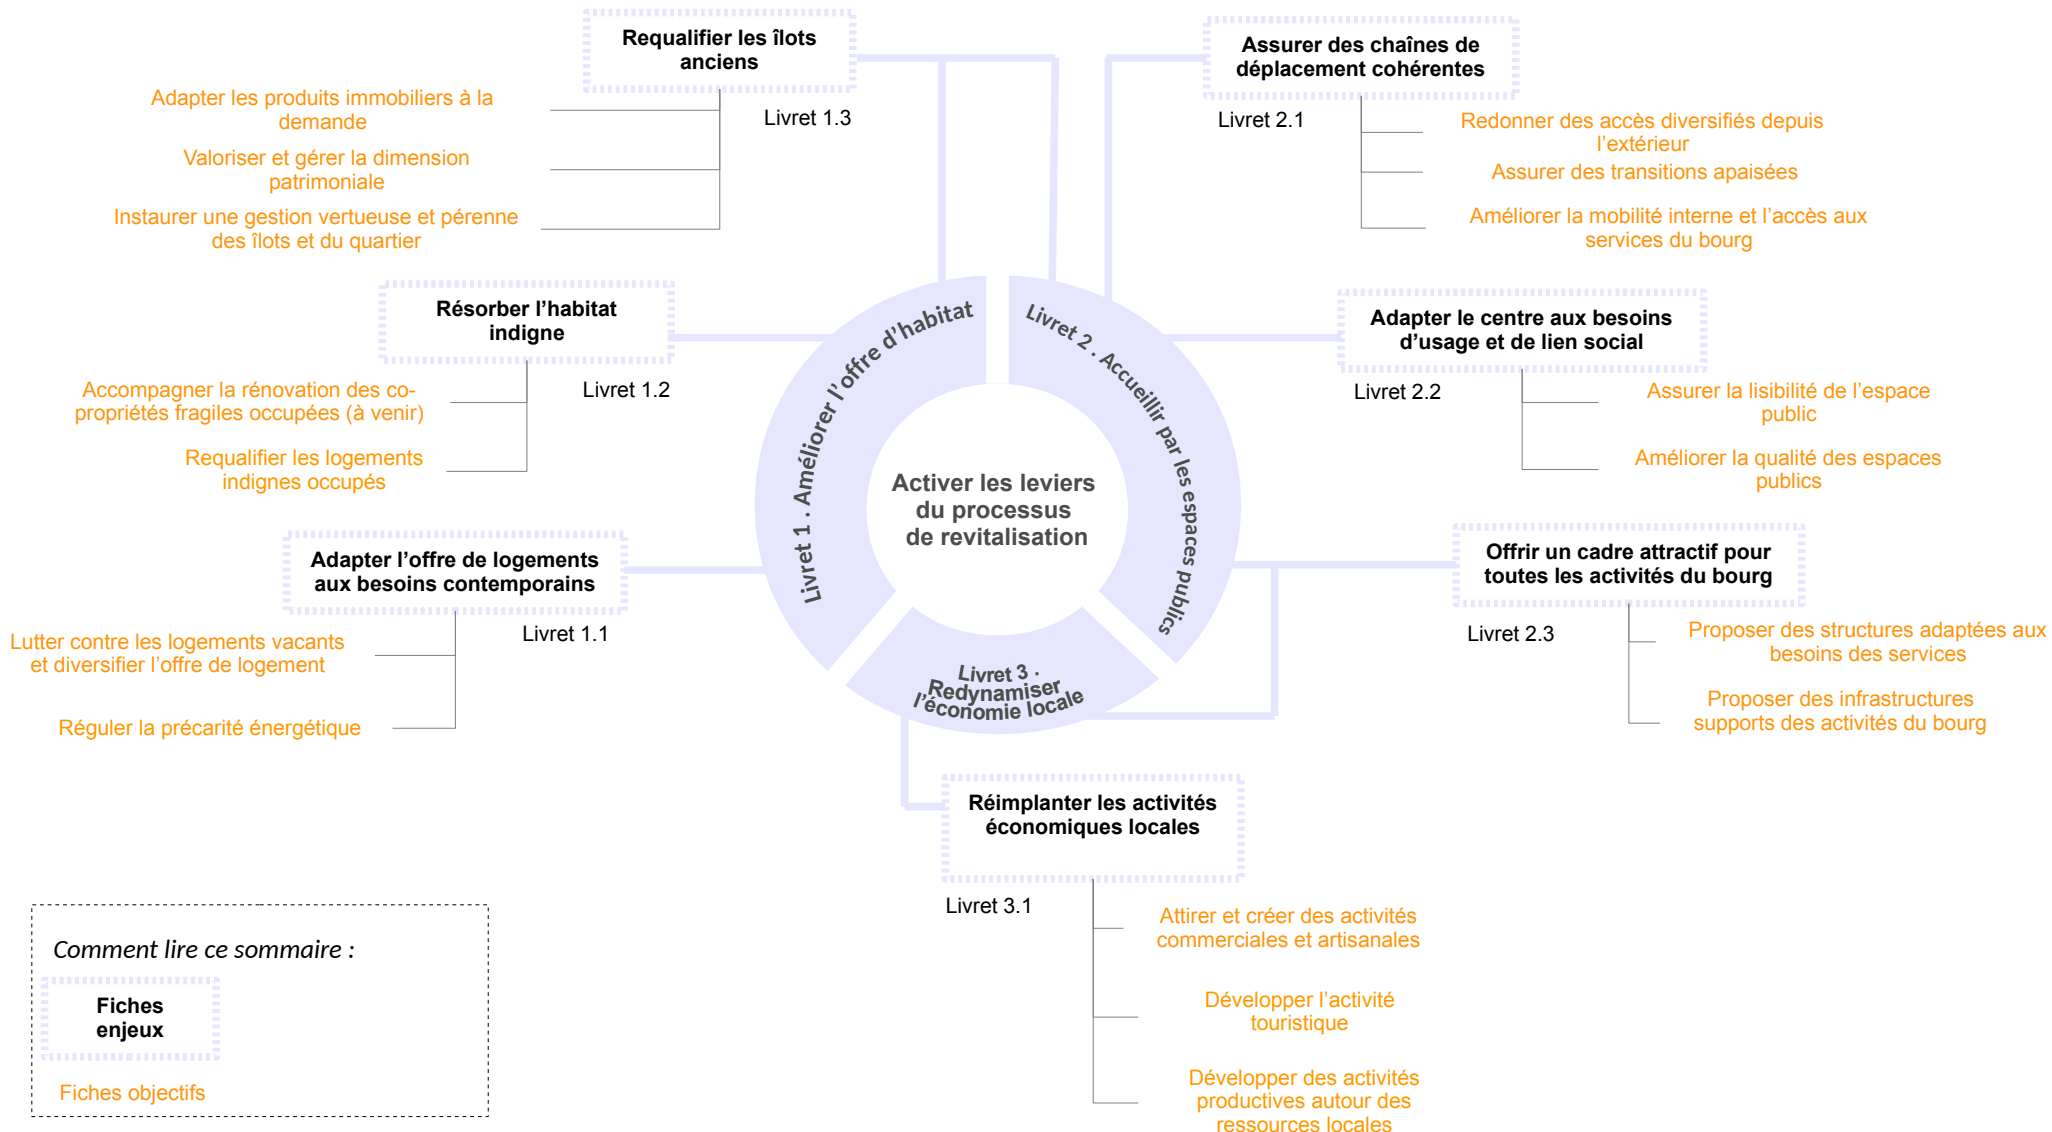 Requalifier les îlots
anciens
Livret 1.3
Adapter les produits immobiliers à la
demande
Valoriser et gérer la dimension
patrimoniale
Instaurer une gestion vertueuse et pérenne
des îlots et du quartier
Résorber l’habitat
indigne
Livret 1.2
Accompagner la rénovation des co-
propriétés fragiles occupées (à venir)
Requalifier les logements
indignes occupés
Adapter l’offre de logements
aux besoins contemporains
Livret 1.1
Lutter contre les logements vacants
et diversifier l’offre de logement
Réguler la précarité énergétique
Livret 1 . Améliorer l’offre d’habitat
Livret 2 . Accueillir par les espaces publics
Livret 3 .
Redynamiser
l’économie locale
Activer les leviers
du processus
de revitalisation
Assurer des chaînes de
déplacement cohérentes
Livret 2.1
Redonner des accès diversifiés depuis
l’extérieur
Assurer des transitions apaisées
Améliorer la mobilité interne et l’accès aux
services du bourg
Adapter le centre aux besoins
d’usage et de lien social
Livret 2.2
Assurer la lisibilité de l’espace
public
Améliorer la qualité des espaces
publics
Offrir un cadre attractif pour
toutes les activités du bourg
Livret 2.3
Proposer des structures adaptées aux
besoins des services
Proposer des infrastructures
supports des activités du bourg
Réimplanter les activités
économiques locales
Livret 3.1
Attirer et créer des activités
commerciales et artisanales
Développer l’activité
touristique
Développer des activités
productives autour des
ressources locales
Comment lire ce sommaire :
Fiches
enjeux
Fiches objectifs